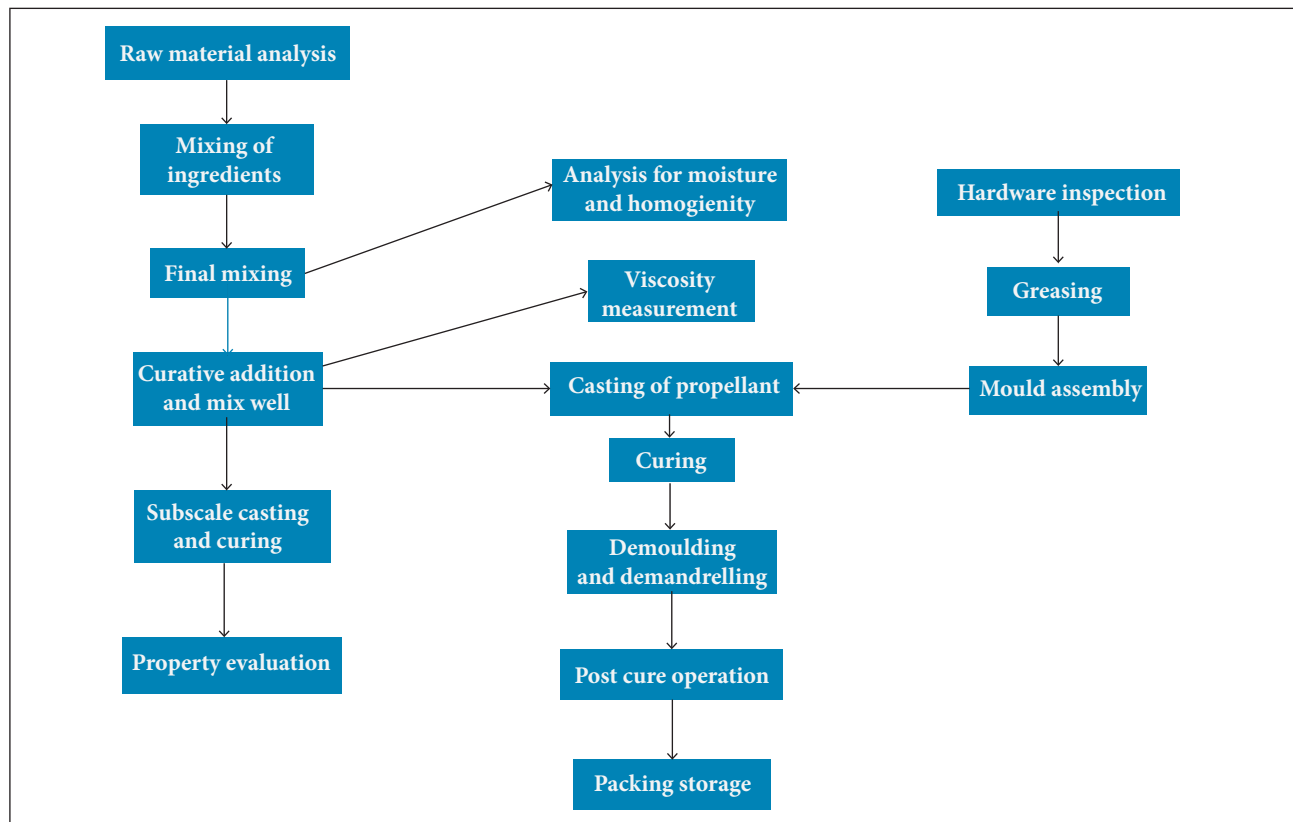 Raw material analysis
Mixing of
ingredients
Analysis for moisture
and homogienity
Hardware inspection
Final mixing
Viscosity
measurement
Greasing
Curative addition
and mix well
Casting of propellant
Mould assembly
Curing
Subscale casting
and curing
Demoulding
and demandrelling
Property evaluation
Post cure operation
Packing storage